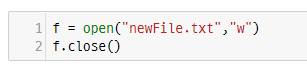 1 f = open("newFile.txt","w")
2 f.close()